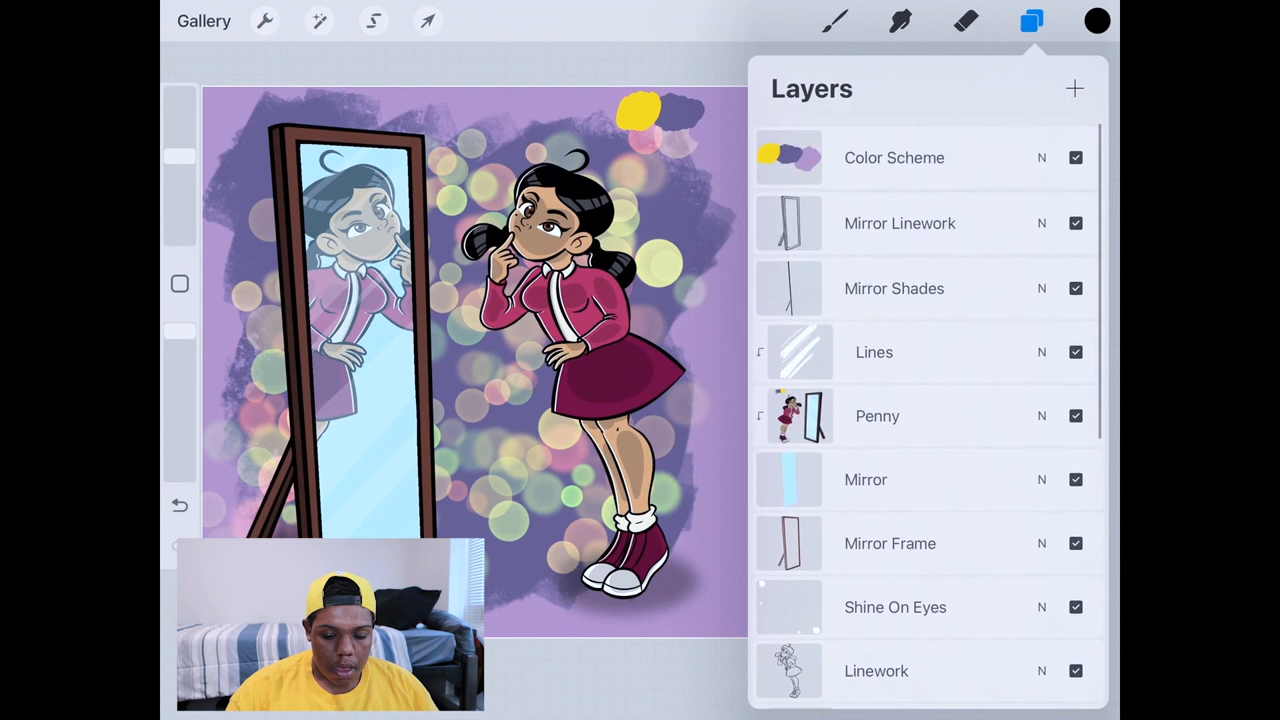 Gallery
Layers
Color Scheme N
Mirror Linework N
Mirror Shades N
Lines N
Penny N
Mirror N
Mirror Frame N
Shine On Eyes N
Linework N